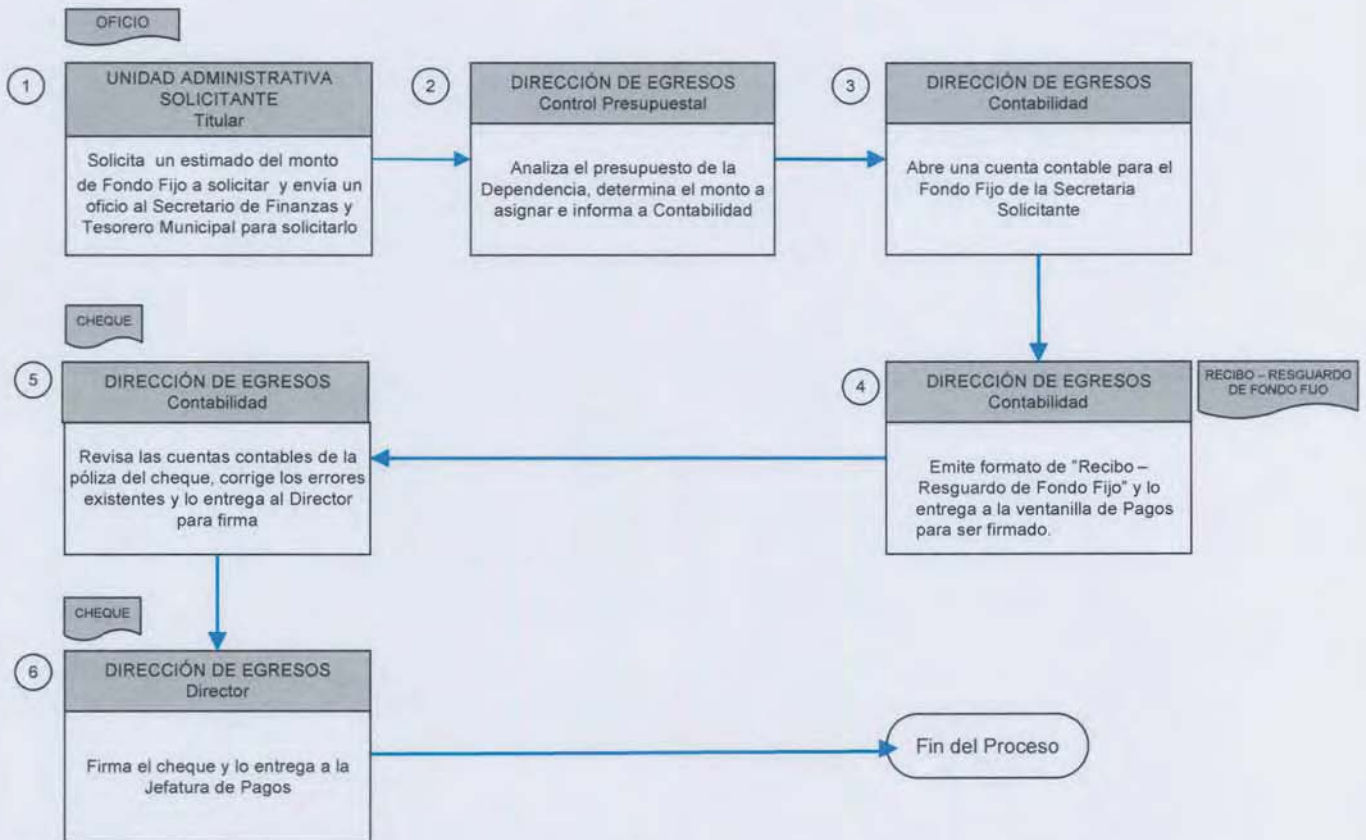 OFICIO
1
UNIDAD ADMINISTRATIVA
SOLICITANTE
Titular
Solicita un estimado del monto
de Fondo Fijo a solicitar y envía un
oficio al Secretario de Finanzas y
Tesorero Municipal para solicitarlo
2
DIRECCIÓN DE EGRESOS
Control Presupuestal
Analiza el presupuesto de la
Dependencia, determina el monto a
asignar e informa a Contabilidad
3
DIRECCIÓN DE EGRESOS
Contabilidad
Abre una cuenta contable para el
Fondo Fijo de la Secretaria
Solicitante
4
DIRECCIÓN DE EGRESOS
Contabilidad
RECIBO – RESGUARDO
DE FONDO FIJO
Emite formato de "Recibo –
Resguardo de Fondo Fijo" y lo
entrega a la ventanilla de Pagos
para ser firmado.
CHEQUE
5
DIRECCIÓN DE EGRESOS
Contabilidad
Revisa las cuentas contables de la
póliza del cheque, corrige los errores
existentes y lo entrega al Director
para firma
CHEQUE
6
DIRECCIÓN DE EGRESOS
Director
Firma el cheque y lo entrega a la
Jefatura de Pagos
Fin del Proceso